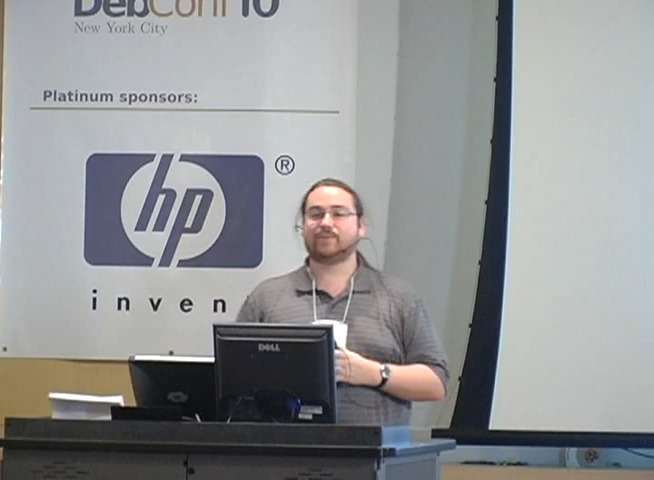 DebConf10
New York City
Platinum sponsors:
hp®
inven
DELL